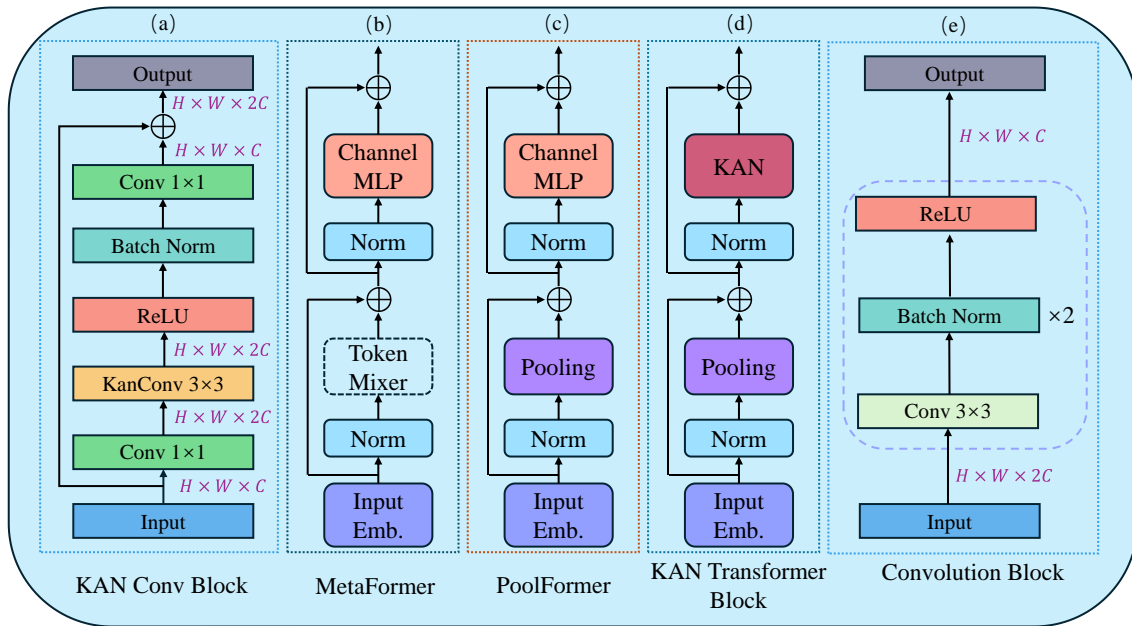 (a)
Output
H × W × 2C
H × W × C
Conv 1×1
Batch Norm
ReLU
H × W × 2C
KanConv 3×3
H × W × 2C
Conv 1×1
H × W × C
Input
KAN Conv Block
(b)
Channel
MLP
Norm
Token
Mixer
Norm
Input
Emb.
MetaFormer
(c)
Channel
MLP
Norm
Pooling
Norm
Input
Emb.
PoolFormer
(d)
KAN
Norm
Pooling
Norm
Input
Emb.
KAN Transformer
Block
(e)
Output
H × W × C
ReLU
Batch Norm
×2
Conv 3×3
H × W × 2C
Input
Convolution Block